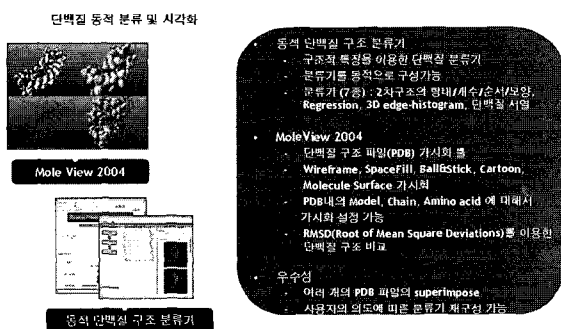 단백질 동적 분류 및 시각화
Mole View 2004
동적 단백질 구조 분류기
동적 단백질 구조 분류기
- 구조적 특징을 이용한 단백질 분류기
- 분류기를 동적으로 구성가능
- 분류기 (7종) : 2차구조의 형태/개수/순서/모양,
Regression, 3D edge-histogram, 단백질 서열
MoleView 2004
- 단백질 구조 파일(PDB) 가시화 툴
- Wireframe, SpaceFill, Ball&Stick, Cartoon,
Molecule Surface 가시화
- PDB내의 Model, Chain, Amino acid 에 대해서
가시화 설정 가능
- RMSD(Root of Mean Square Deviations)를 이용한
단백질 구조 비교
우수성
- 여러 개의 PDB 파일의 superimpose
- 사용자의 의도에 따른 분류기 재구성 가능